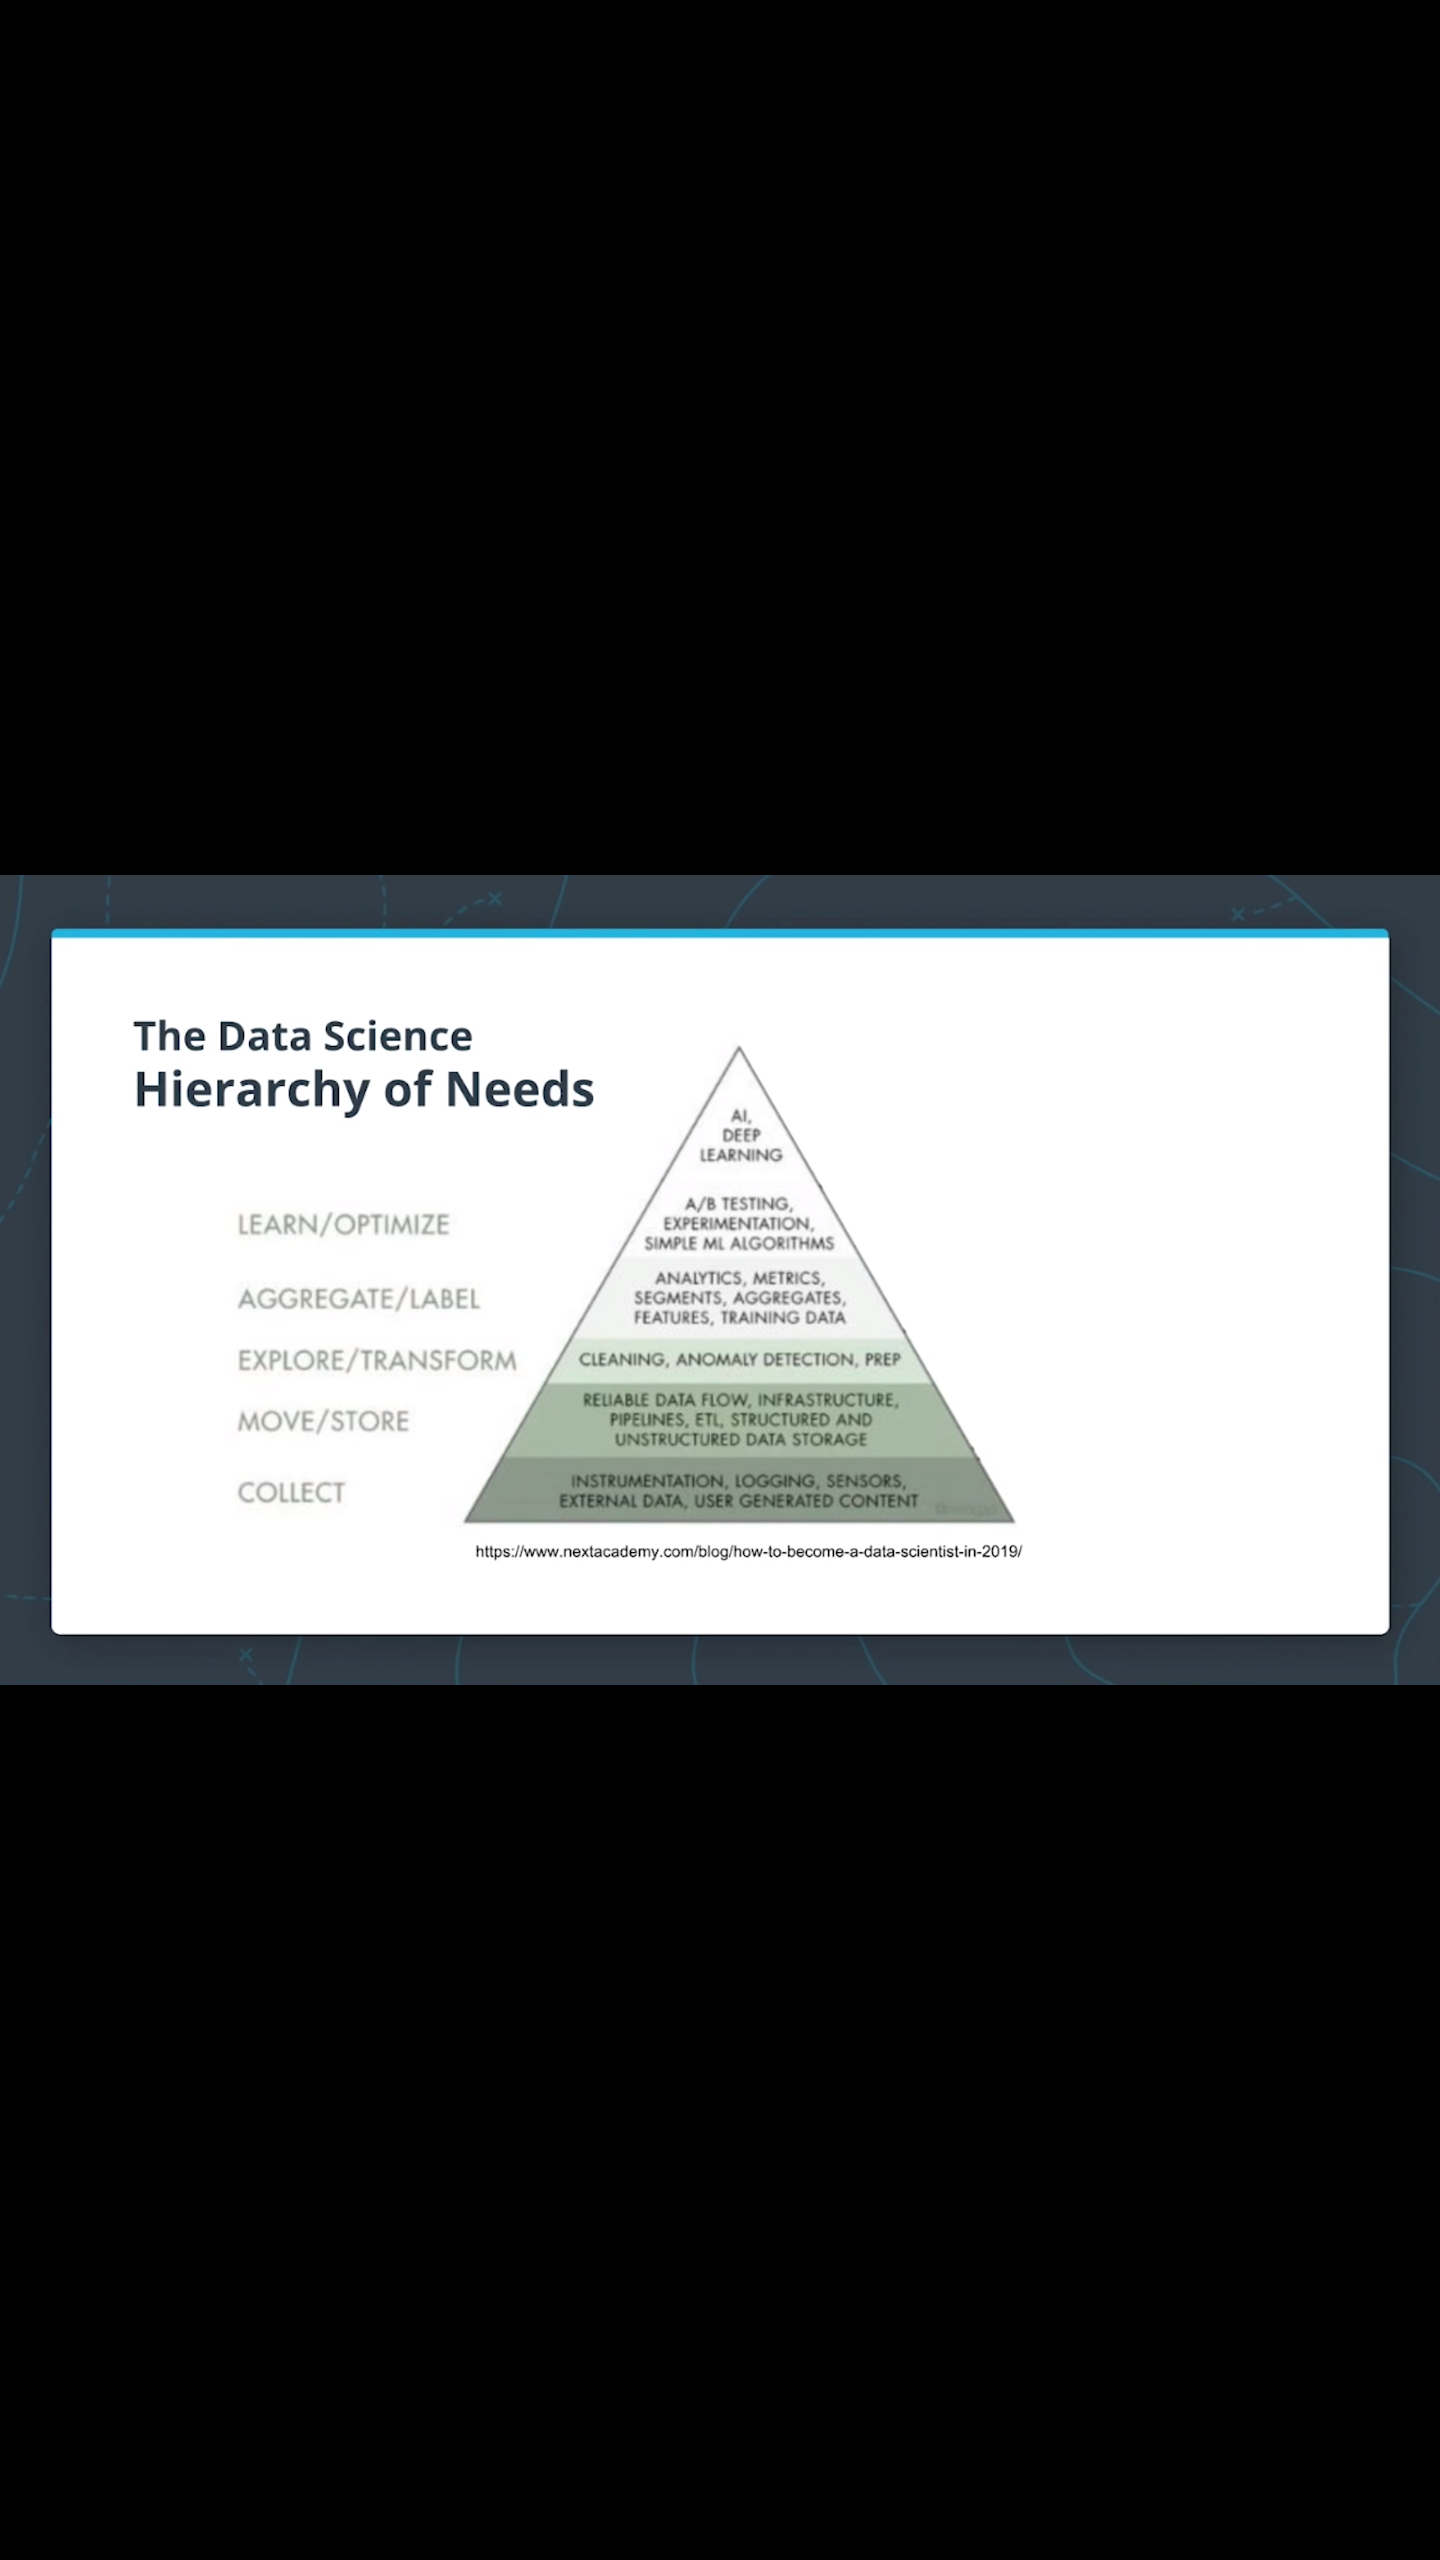 The Data Science
Hierarchy of Needs
AI,
DEEP
LEARNING
LEARN/OPTIMIZE
A/B TESTING,
EXPERIMENTATION,
SIMPLE ML ALGORITHMS
AGGREGATE/LABEL
ANALYTICS, METRICS,
SEGMENTS, AGGREGATES,
FEATURES, TRAINING DATA
EXPLORE/TRANSFORM
CLEANING, ANOMALY DETECTION, PREP
MOVE/STORE
RELIABLE DATA FLOW, INFRASTRUCTURE,
PIPELINES, ETL, STRUCTURED AND
UNSTRUCTURED DATA STORAGE
COLLECT
INSTRUMENTATION, LOGGING, SENSORS,
EXTERNAL DATA, USER GENERATED CONTENT
https://www.nextacademy.com/blog/how-to-become-a-data-scientist-in-2019/